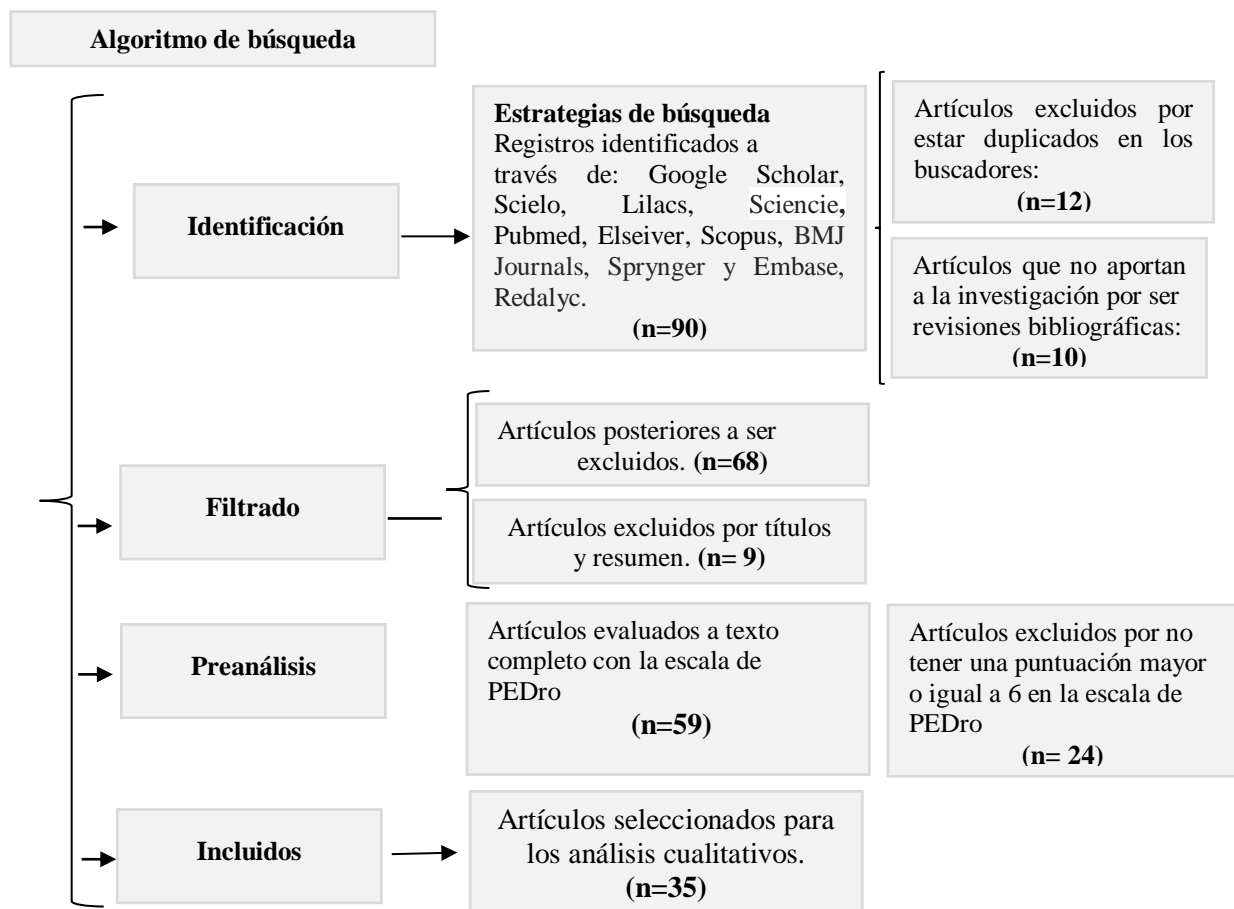 Algoritmo de búsqueda
Identificación
Estrategias de búsqueda
Registros identificados a
través de: Google Scholar,
Scielo, Lilacs, Sciencie,
Pubmed, Elseiver, Scopus, BMJ
Journals, Sprynger y Embase,
Redalyc.
(n=90)
Artículos excluidos por
estar duplicados en los
buscadores:
(n=12)
Artículos que no aportan
a la investigación por ser
revisiones bibliográficas:
(n=10)
Filtrado
Artículos posteriores a ser
excluidos. (n=68)
Artículos excluidos por títulos
y resumen. (n= 9)
Preanálisis
Artículos evaluados a texto
completo con la escala de
PEDro
(n=59)
Artículos excluidos por no
tener una puntuación mayor
o igual a 6 en la escala de
PEDro
(n= 24)
Incluidos
Artículos seleccionados para
los análisis cualitativos.
(n=35)